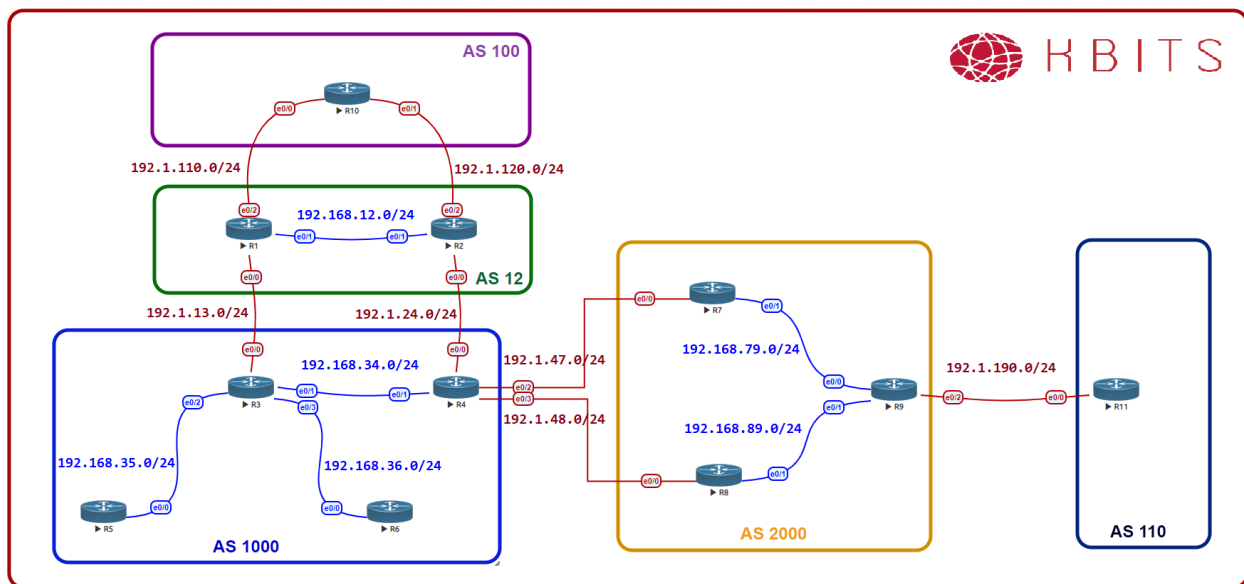 AS 100
KBITS
e0/0
e0/1
R10
192.1.110.0/24
192.1.120.0/24
e0/2
192.168.12.0/24
e0/2
e0/1
e0/1
R1
R2
e0/0
e0/0
AS 12
192.1.13.0/24
192.1.24.0/24
e0/0
R7
e0/1
e0/0
e0/0
192.168.34.0/24
192.1.47.0/24
192.168.79.0/24
192.1.190.0/24
e0/1
e0/1
e0/2
e0/0
R3
R4
R9
R11
e0/2
e0/3
e0/3
e0/1
e0/2
e0/0
192.1.48.0/24
192.168.89.0/24
192.168.35.0/24
192.168.36.0/24
e0/0
e0/1
R8
e0/0
e0/0
R5
R6
AS 1000
AS 2000
AS 110